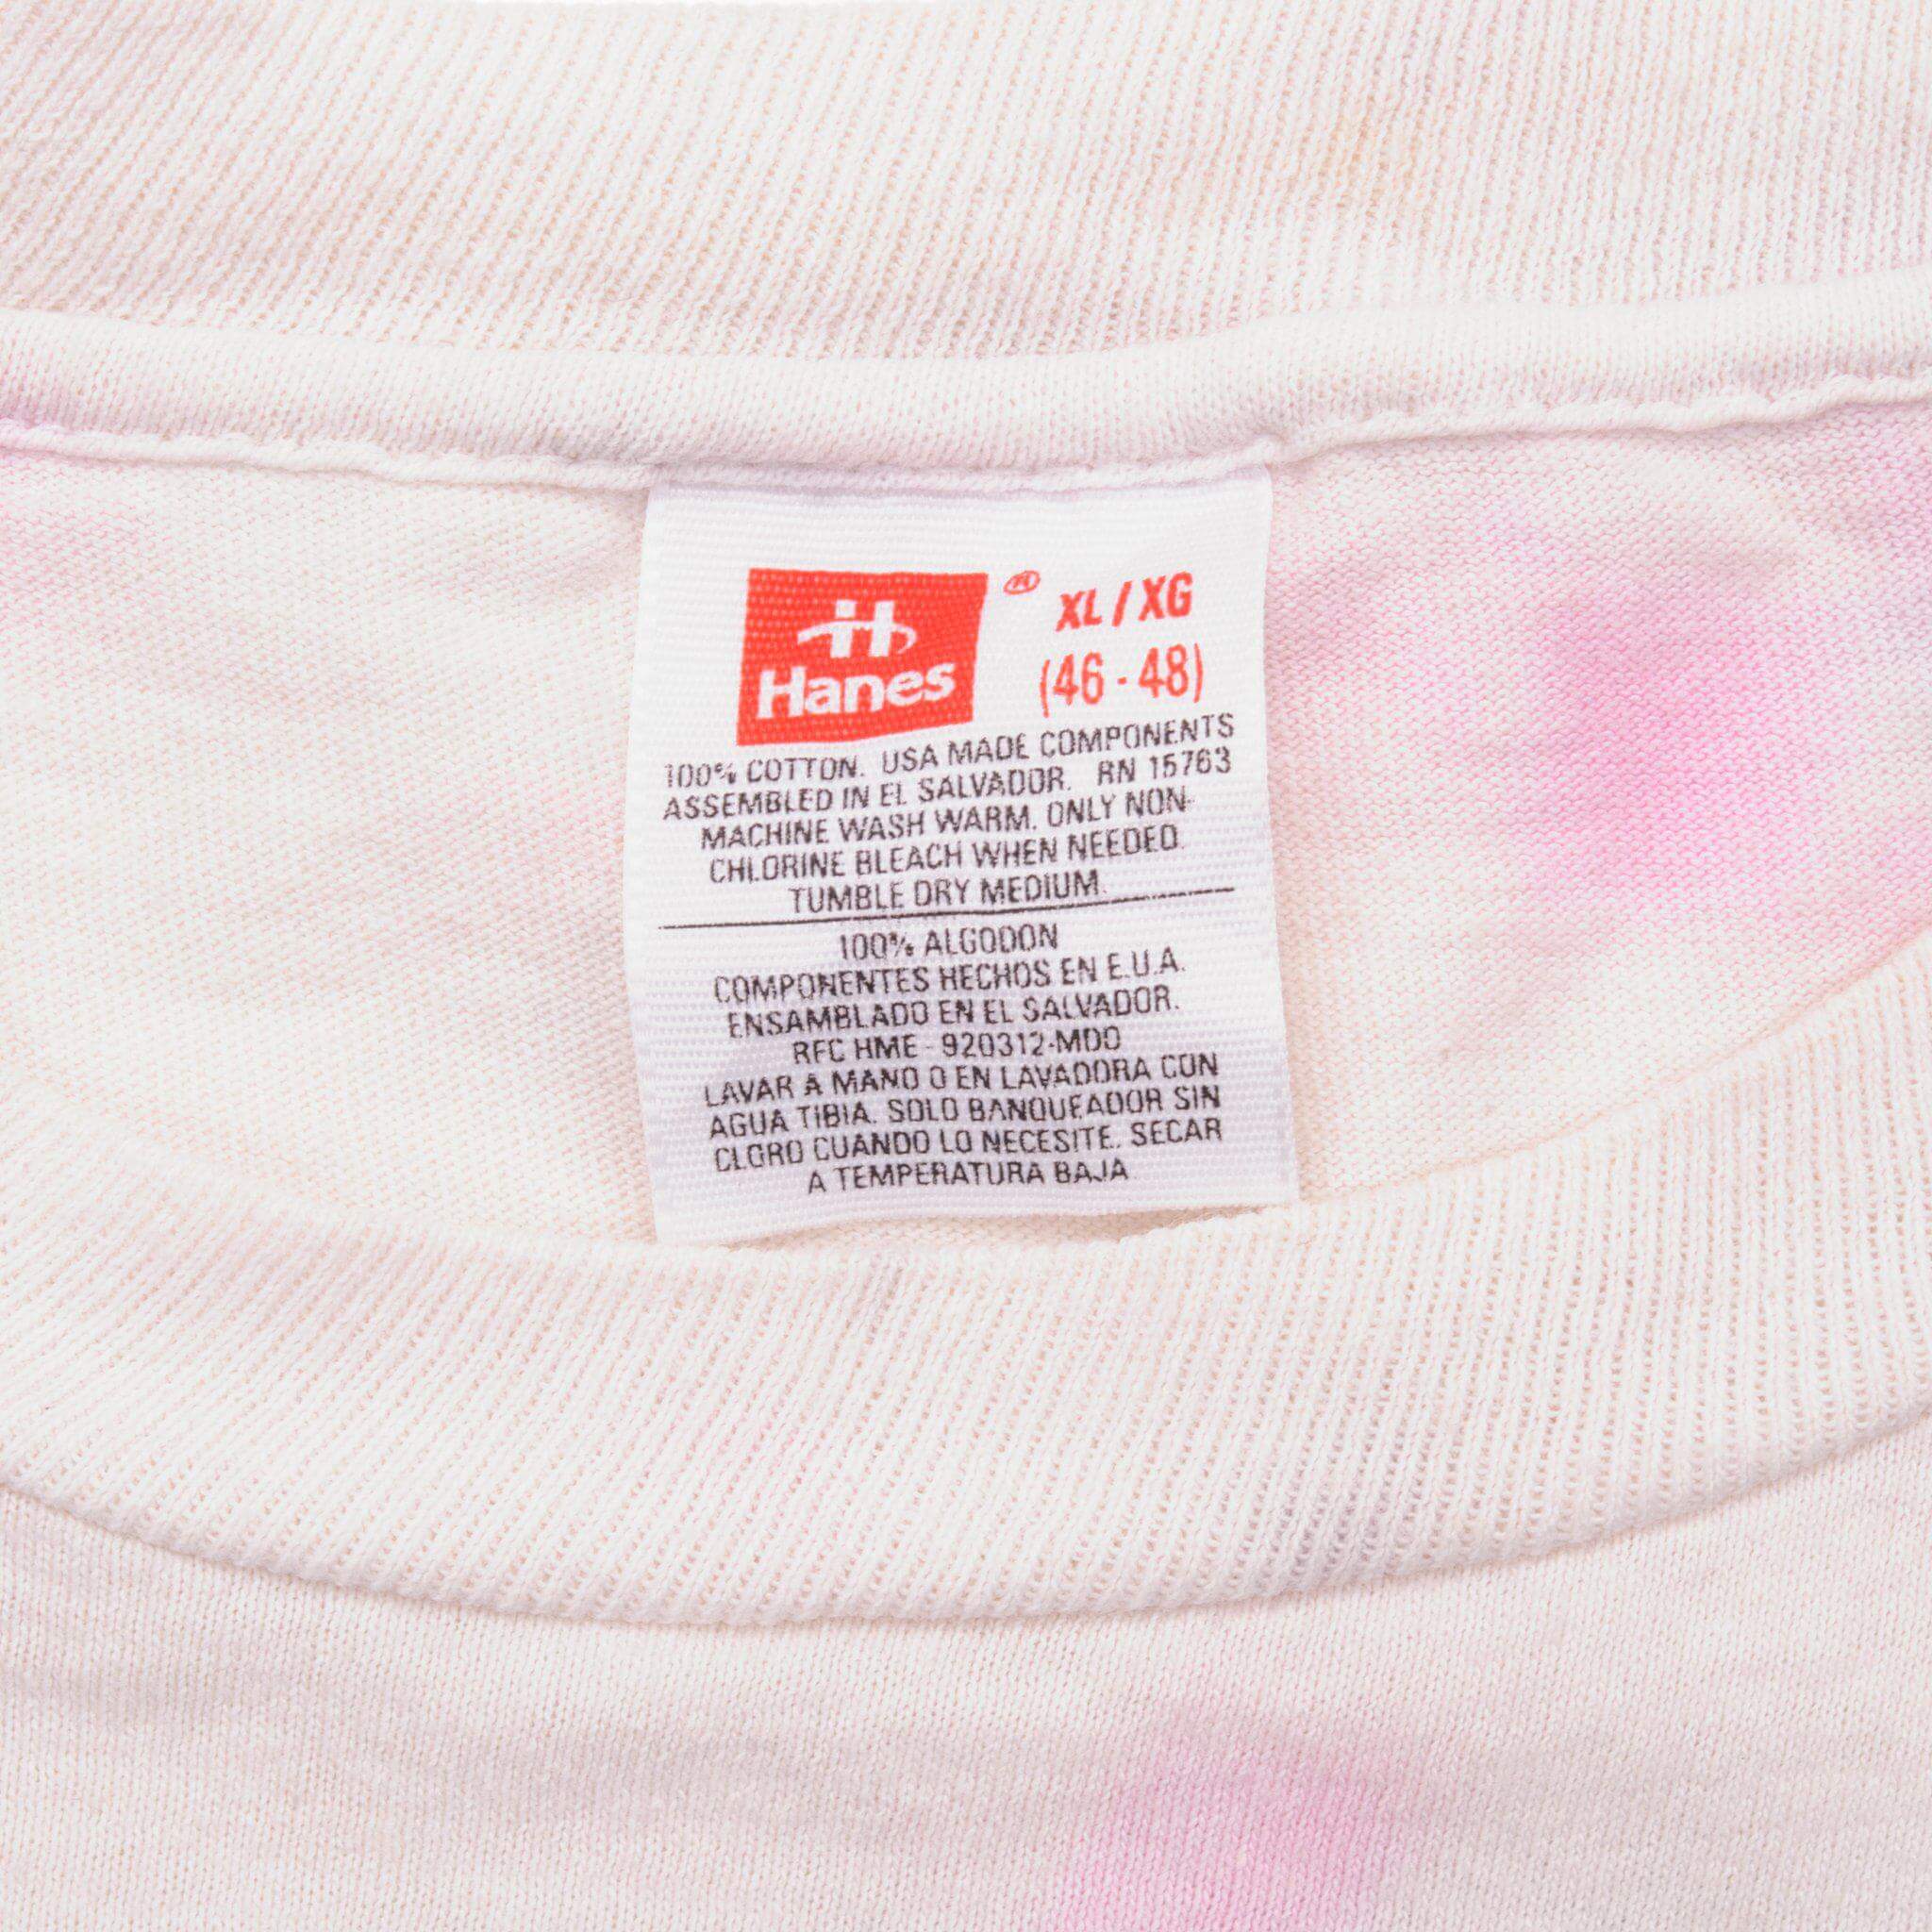 H
Hanes
® XL / XG
(46 - 48)
100% COTTON. USA MADE COMPONENTS
ASSEMBLED IN EL SALVADOR. RN 15763
MACHINE WASH WARM. ONLY NON-
CHLORINE BLEACH WHEN NEEDED.
TUMBLE DRY MEDIUM.
100% ALGODON
COMPONENTES HECHOS EN E.U.A.
ENSAMBLADO EN EL SALVADOR.
RFC HME - 920312-MD0
LAVAR A MANO O EN LAVADORA CON
AGUA TIBIA. SOLO BANQUEADOR SIN
CLORO CUANDO LO NECESITE. SECAR
A TEMPERATURA BAJA